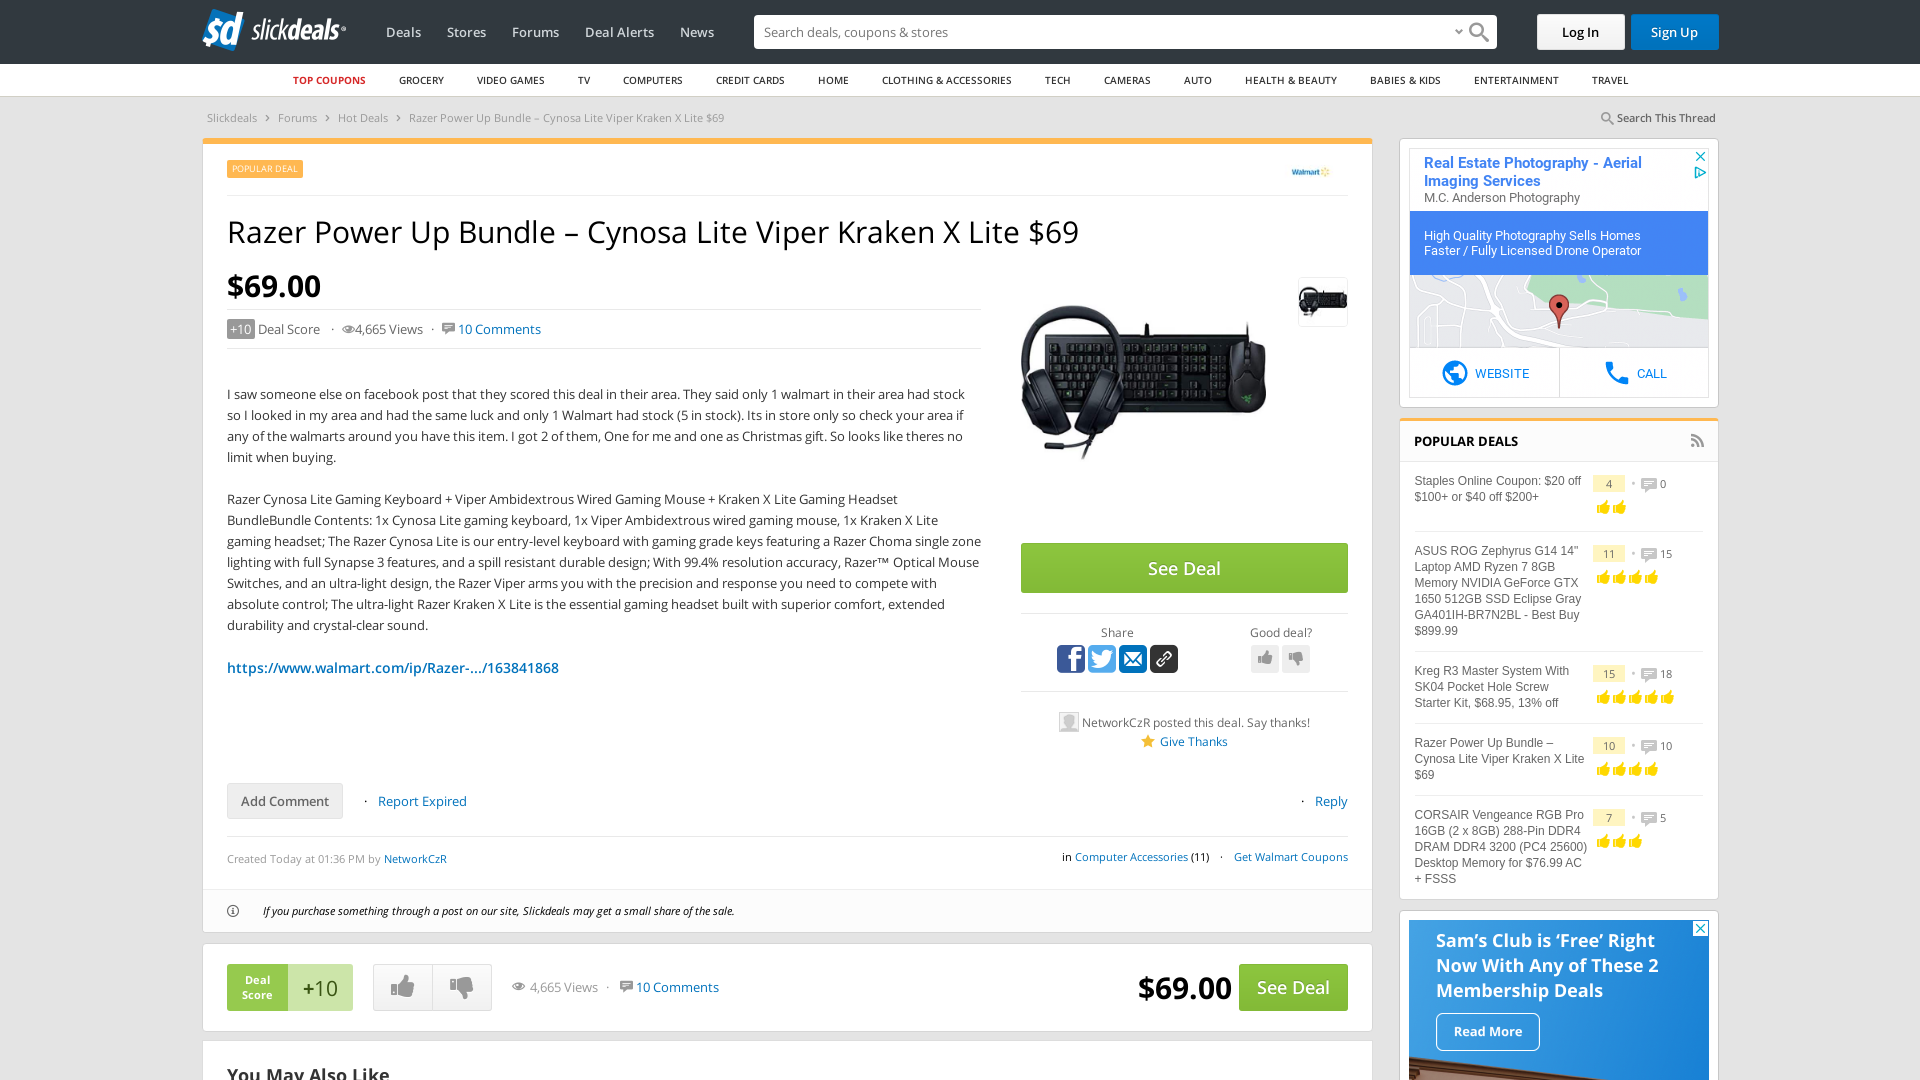 slickdeals
Deals
Stores
Forums
Deal Alerts
News
Search deals, coupons & stores
Log In
Sign Up
TOP COUPONS
GROCERY
VIDEO GAMES
TV
COMPUTERS
CREDIT CARDS
HOME
CLOTHING & ACCESSORIES
TECH
CAMERAS
AUTO
HEALTH & BEAUTY
BABIES & KIDS
ENTERTAINMENT
TRAVEL
Slickdeals › Forums › Hot Deals › Razer Power Up Bundle – Cynosa Lite Viper Kraken X Lite $69
Search This Thread
POPULAR DEAL
Walmart
Razer Power Up Bundle – Cynosa Lite Viper Kraken X Lite $69
$69.00
+10 Deal Score · 4,665 Views · 10 Comments
I saw someone else on facebook post that they scored this deal in their area. They said only 1 walmart in their area had stock
so I looked in my area and had the same luck and only 1 Walmart had stock (5 in stock). Its in store only so check your area if
any of the walmarts around you have this item. I got 2 of them, One for me and one as Christmas gift. So looks like theres no
limit when buying.
Razer Cynosa Lite Gaming Keyboard + Viper Ambidextrous Wired Gaming Mouse + Kraken X Lite Gaming Headset
BundleBundle Contents: 1x Cynosa Lite gaming keyboard, 1x Viper Ambidextrous wired gaming mouse, 1x Kraken X Lite
gaming headset; The Razer Cynosa Lite is our entry-level keyboard with gaming grade keys featuring a Razer Choma single zone
lighting with full Synapse 3 features, and a spill resistant durable design; With 99.4% resolution accuracy, Razer™ Optical Mouse
Switches, and an ultra-light design, the Razer Viper arms you with the precision and response you need to compete with
absolute control; The ultra-light Razer Kraken X Lite is the essential gaming headset built with superior comfort, extended
durability and crystal-clear sound.
https://www.walmart.com/ip/Razer-.../163841868
See Deal
Share
Good deal?
NetworkCzR posted this deal. Say thanks!
Give Thanks
Add Comment · Report Expired
· Reply
Created Today at 01:36 PM by NetworkCzR
in Computer Accessories (11) · Get Walmart Coupons
If you purchase something through a post on our site, Slickdeals may get a small share of the sale.
Deal
Score
+10
4,665 Views · 10 Comments
$69.00
See Deal
You May Also Like
Real Estate Photography - Aerial
Imaging Services
M.C. Anderson Photography
High Quality Photography Sells Homes
Faster / Fully Licensed Drone Operator
WEBSITE
CALL
POPULAR DEALS
Staples Online Coupon: $20 off
$100+ or $40 off $200+
4 • 0
ASUS ROG Zephyrus G14 14"
Laptop AMD Ryzen 7 8GB
Memory NVIDIA GeForce GTX
1650 512GB SSD Eclipse Gray
GA401IH-BR7N2BL - Best Buy
$899.99
11 • 15
Kreg R3 Master System With
SK04 Pocket Hole Screw
Starter Kit, $68.95, 13% off
15 • 18
Razer Power Up Bundle –
Cynosa Lite Viper Kraken X Lite
$69
10 • 10
CORSAIR Vengeance RGB Pro
16GB (2 x 8GB) 288-Pin DDR4
DRAM DDR4 3200 (PC4 25600)
Desktop Memory for $76.99 AC
+ FSSS
7 • 5
Sam's Club is 'Free' Right
Now With Any of These 2
Membership Deals
Read More